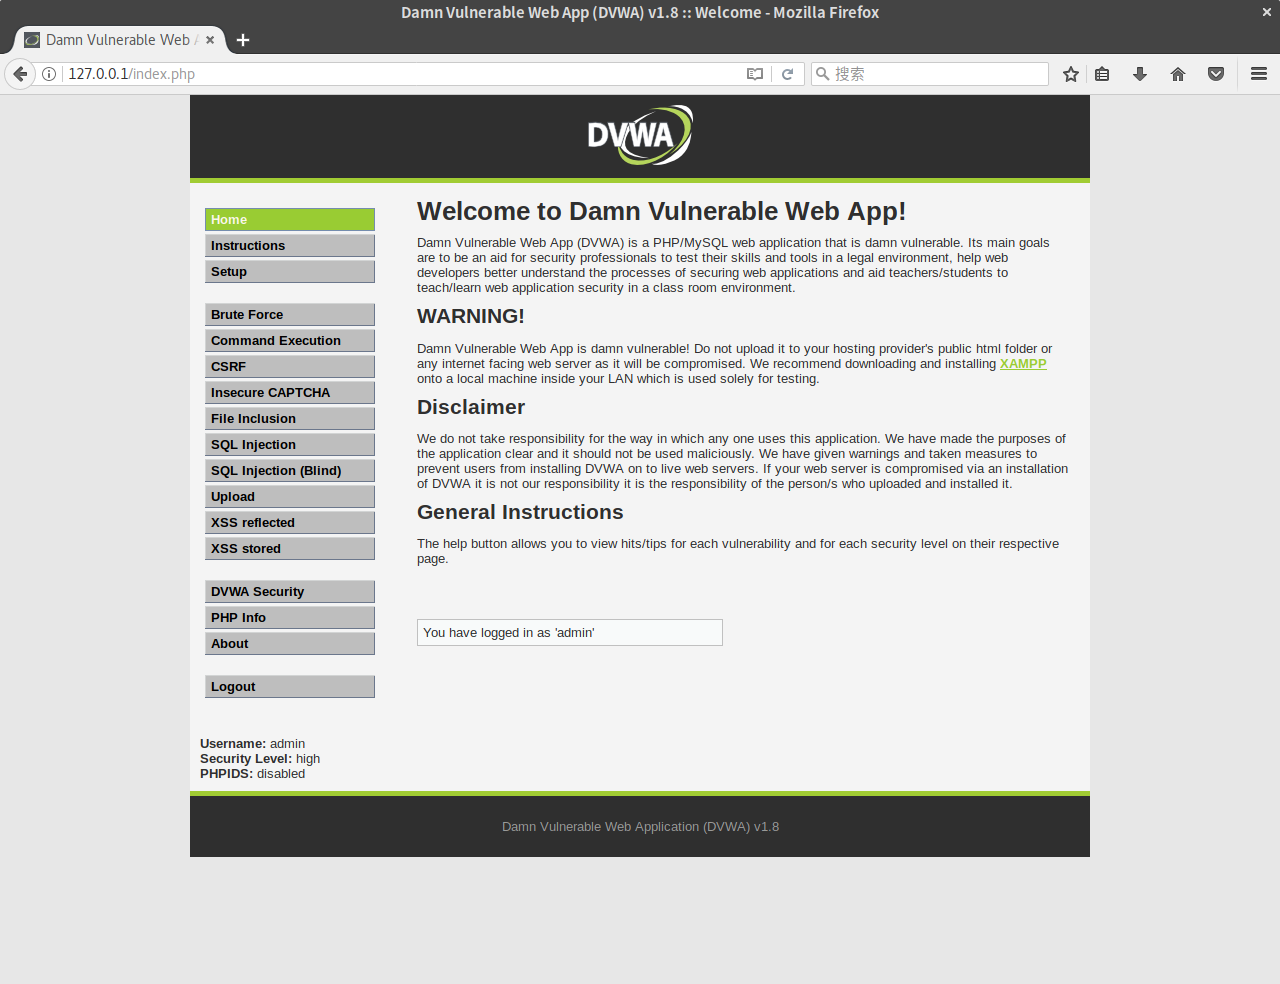 Damn Vulnerable Web App (DVWA) v1.8 :: Welcome - Mozilla Firefox
Damn Vulnerable Web A
127.0.0.1/index.php
搜索
DVWA
Home
Instructions
Setup
Brute Force
Command Execution
CSRF
Insecure CAPTCHA
File Inclusion
SQL Injection
SQL Injection (Blind)
Upload
XSS reflected
XSS stored
DVWA Security
PHP Info
About
Logout
Welcome to Damn Vulnerable Web App!
Damn Vulnerable Web App (DVWA) is a PHP/MySQL web application that is damn vulnerable. Its main goals
are to be an aid for security professionals to test their skills and tools in a legal environment, help web
developers better understand the processes of securing web applications and aid teachers/students to
teach/learn web application security in a class room environment.
WARNING!
Damn Vulnerable Web App is damn vulnerable! Do not upload it to your hosting provider's public html folder or
any internet facing web server as it will be compromised. We recommend downloading and installing XAMPP
onto a local machine inside your LAN which is used solely for testing.
Disclaimer
We do not take responsibility for the way in which any one uses this application. We have made the purposes of
the application clear and it should not be used maliciously. We have given warnings and taken measures to
prevent users from installing DVWA on to live web servers. If your web server is compromised via an installation
of DVWA it is not our responsibility it is the responsibility of the person/s who uploaded and installed it.
General Instructions
The help button allows you to view hits/tips for each vulnerability and for each security level on their respective
page.
You have logged in as 'admin'
Username: admin
Security Level: high
PHPIDS: disabled
Damn Vulnerable Web Application (DVWA) v1.8